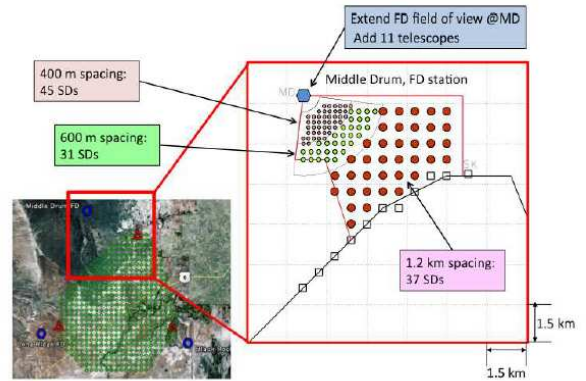 Extend FD field of view @MD
Add 11 telescopes
400 m spacing:
45 SDs
Middle Drum, FD station
MD
600 m spacing:
31 SDs
SK
Middle Drum FD
1.2 km spacing:
37 SDs
1.5 km
1.5 km